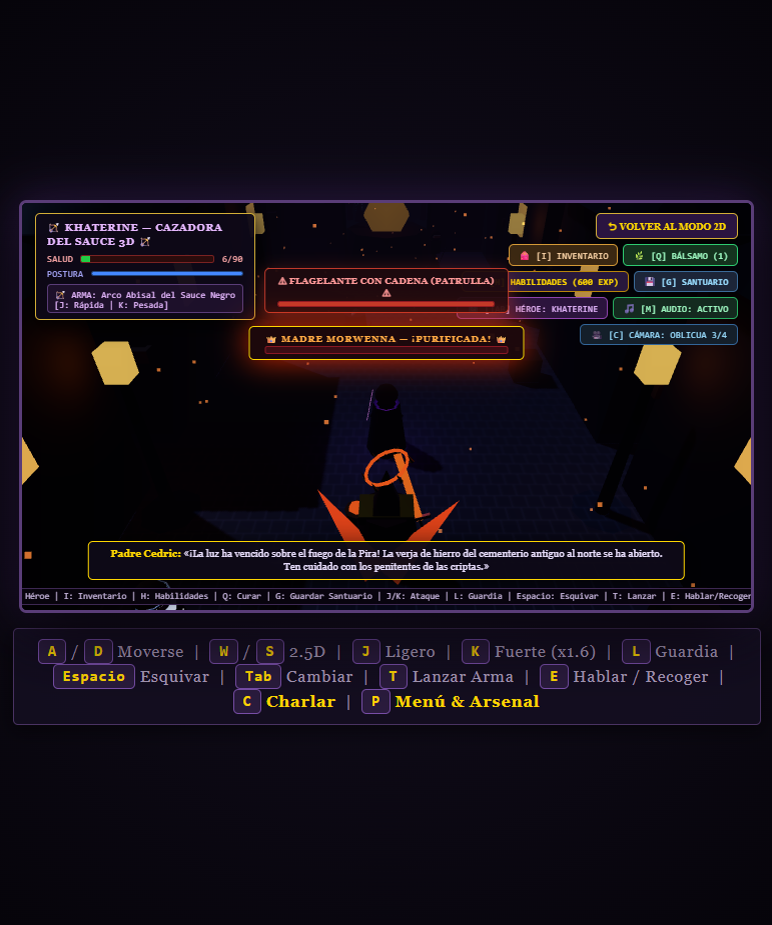 🏹 KHATERINE — CAZADORA
DEL SAUCE 3D 🏹
SALUD 6/90
POSTURA
🏹 ARMA: Arco Abisal del Sauce Negro
[J: Rápida | K: Pesada]
⚠ FLAGELANTE CON CADENA (PATRULLA)
⚠
👑 MADRE MORWENNA — ¡PURIFICADA! 👑
⮌ VOLVER AL MODO 2D
🎒 [I] INVENTARIO
🌿 [Q] BÁLSAMO (1)
HABILIDADES (600 EXP)
💾 [G] SANTUARIO
HÉROE: KHATERINE
🎵 [M] AUDIO: ACTIVO
🎥 [C] CÁMARA: OBLICUA 3/4
Padre Cedric: «¡La luz ha vencido sobre el fuego de la Pira! La verja de hierro del cementerio antiguo al norte se ha abierto.
Ten cuidado con los penitentes de las criptas.»
Héroe | I: Inventario | H: Habilidades | Q: Curar | G: Guardar Santuario | J/K: Ataque | L: Guardia | Espacio: Esquivar | T: Lanzar | E: Hablar/Recoger
A / D Moverse | W / S 2.5D | J Ligero | K Fuerte (x1.6) | L Guardia |
Espacio Esquivar | Tab Cambiar | T Lanzar Arma | E Hablar / Recoger |
C Charlar | P Menú & Arsenal